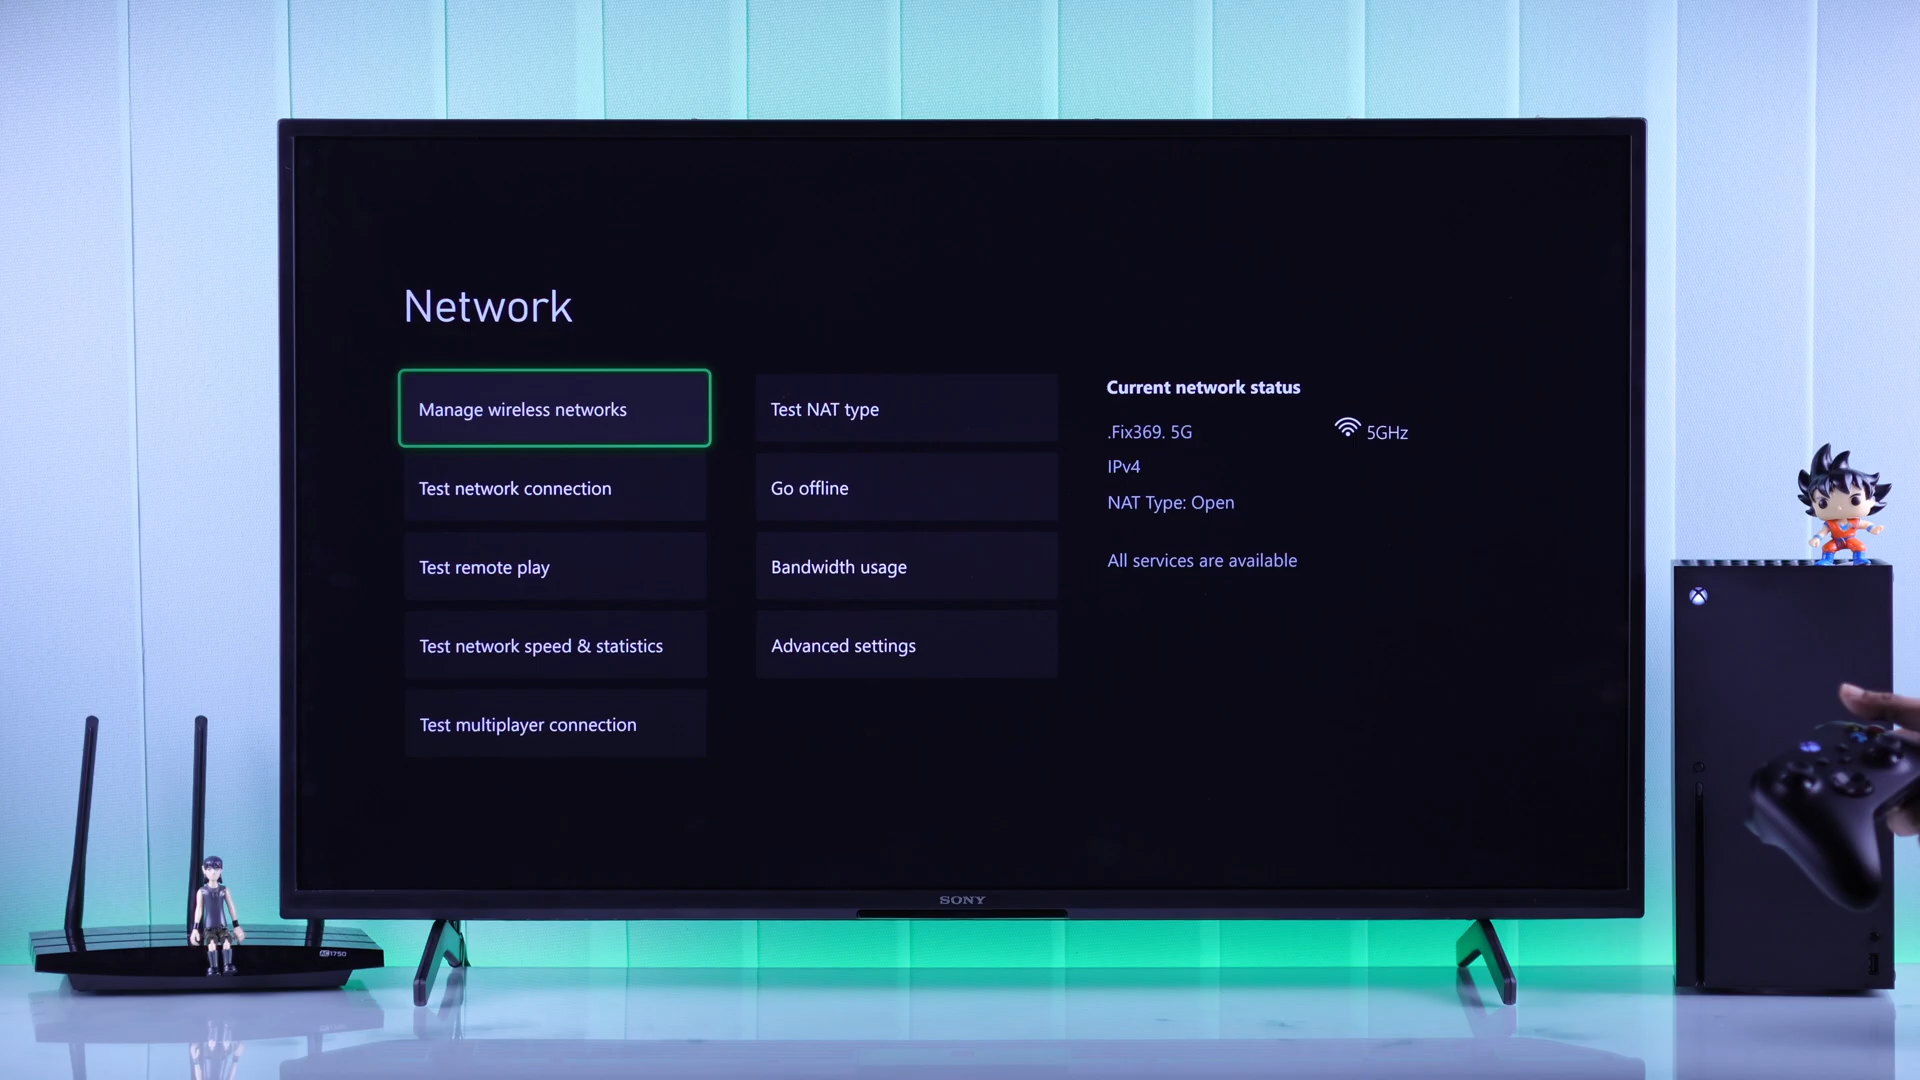 Network
Manage wireless networks
Test network connection
Test remote play
Test network speed & statistics
Test multiplayer connection
Test NAT type
Go offline
Bandwidth usage
Advanced settings
Current network status
.Fix369. 5G
5GHz
IPv4
NAT Type: Open
All services are available
SONY
AC1750